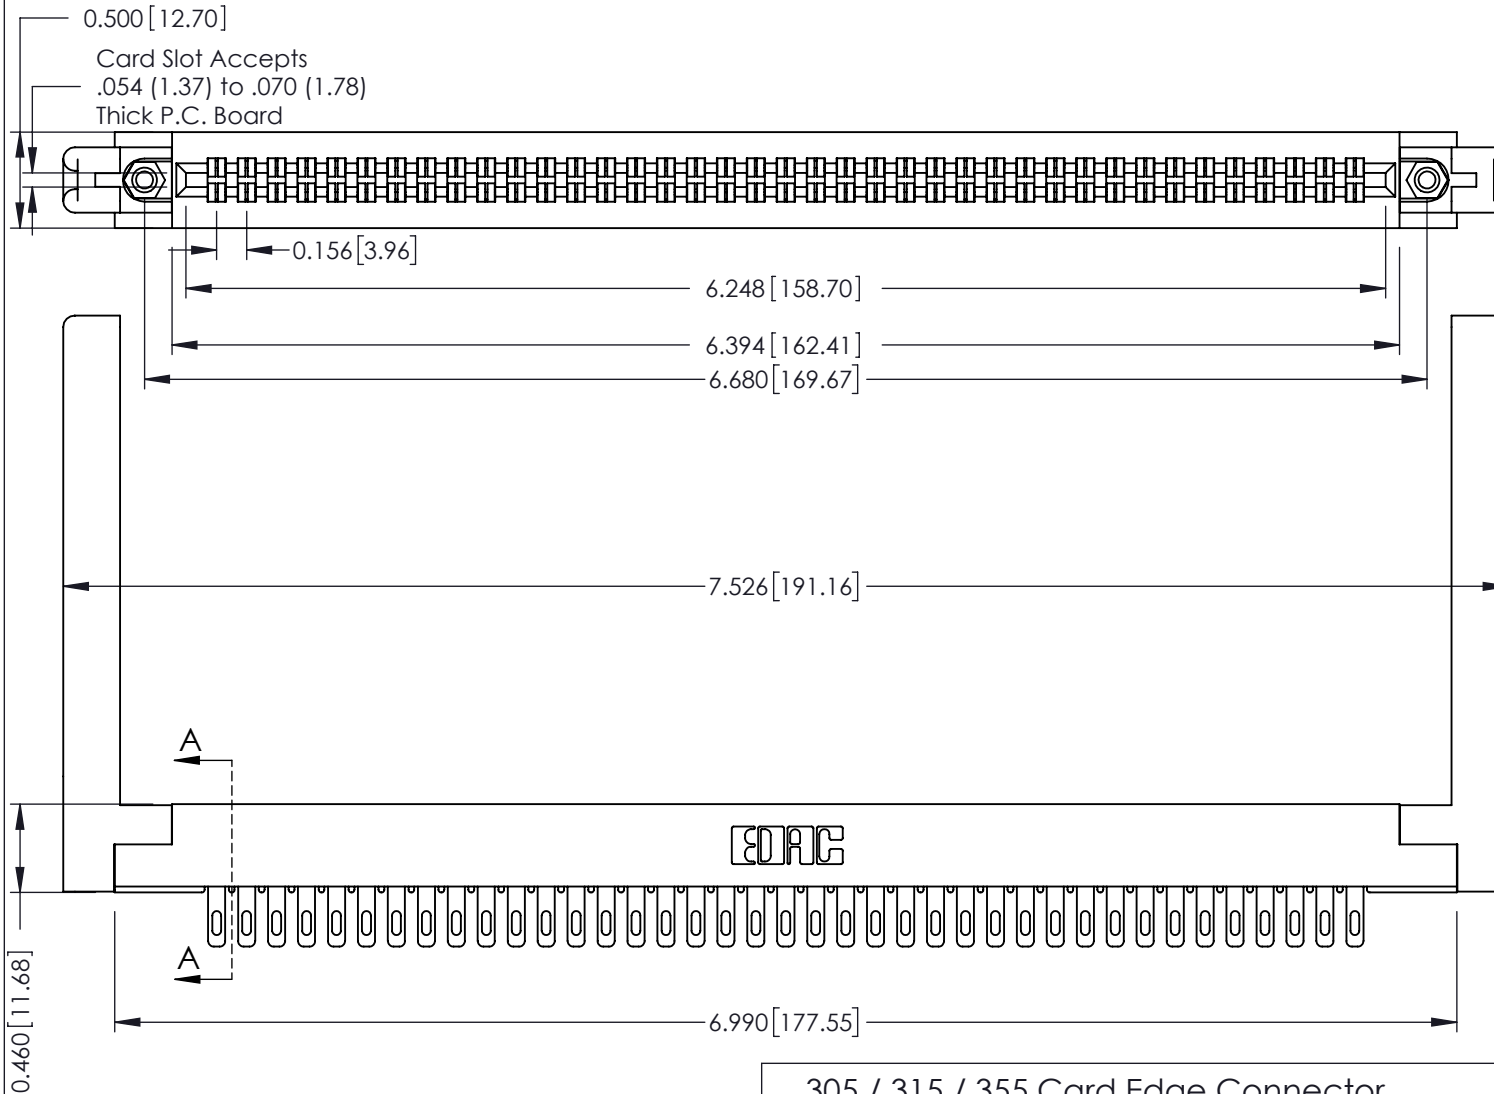 0.500[12.70]
Card Slot Accepts
.054 (1.37) to .070 (1.78)
Thick P.C. Board
0.156[3.96]
6.248[158.70]
6.394[162.41]
6.680[169.67]
7.526[191.16]
A
EDAC
A
0.460[11.68]
6.990[177.55]
305 / 315 / 355 Card Edge Connector